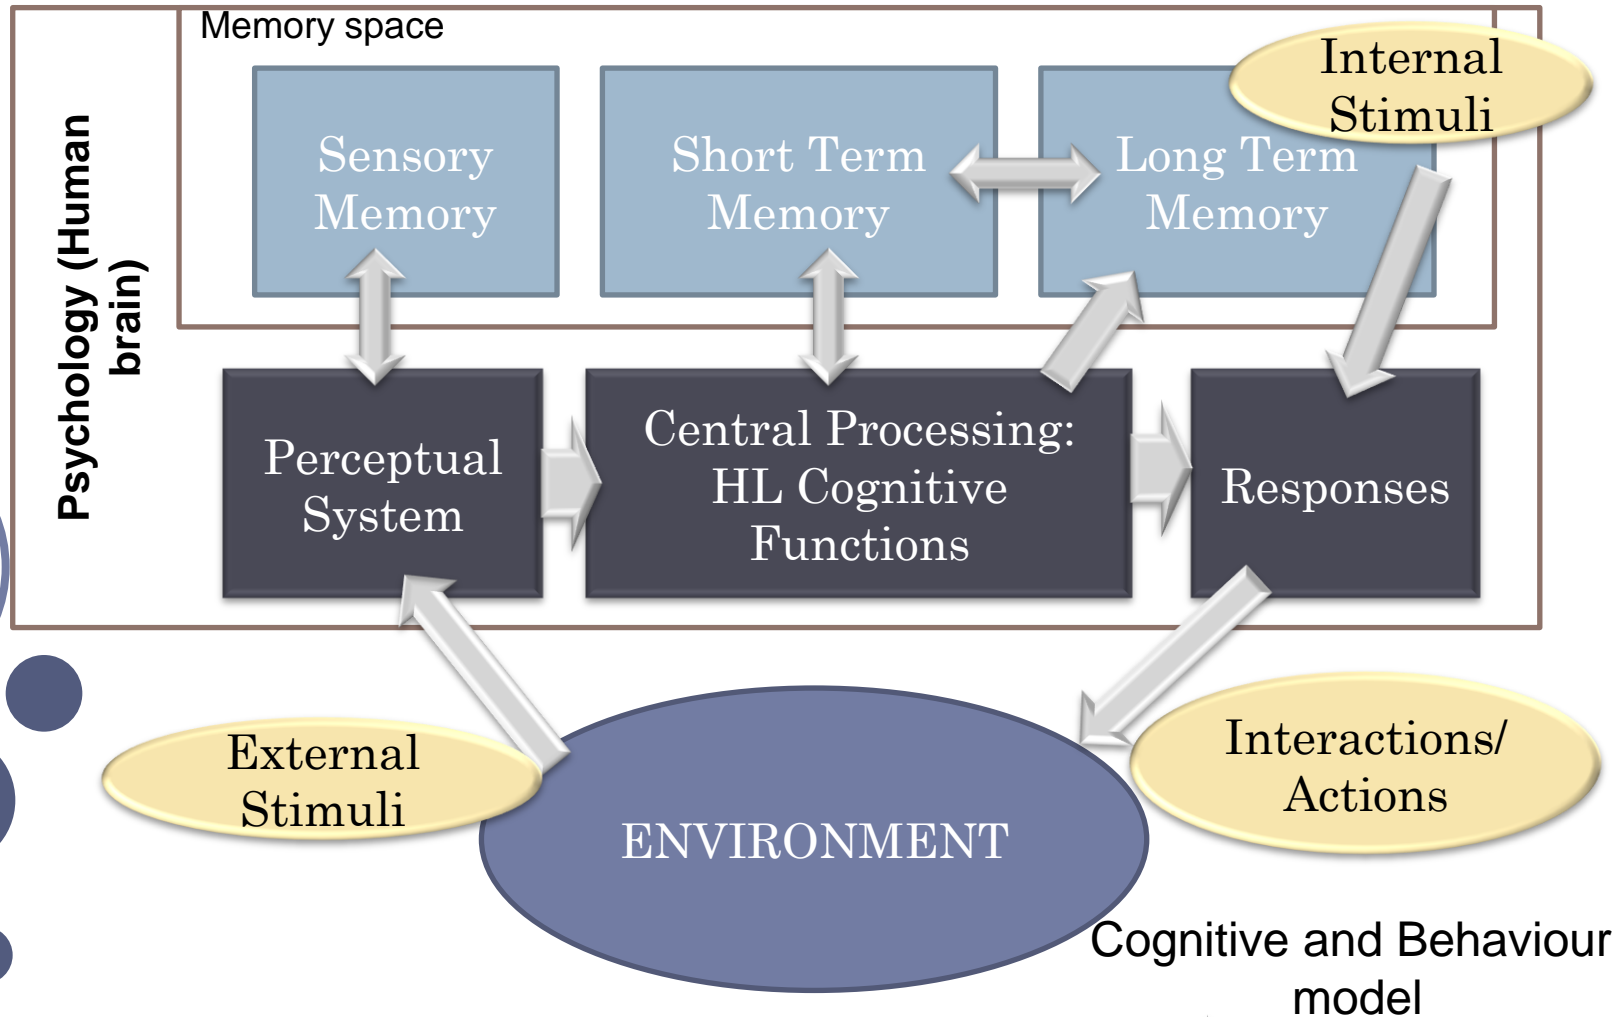 Memory space
Internal
Stimuli
Sensory
Memory
Short Term
Memory
Long Term
Memory
Psychology (Human
brain)
Perceptual
System
Central Processing:
HL Cognitive
Functions
Responses
External
Stimuli
ENVIRONMENT
Interactions/
Actions
Cognitive and Behaviour
model